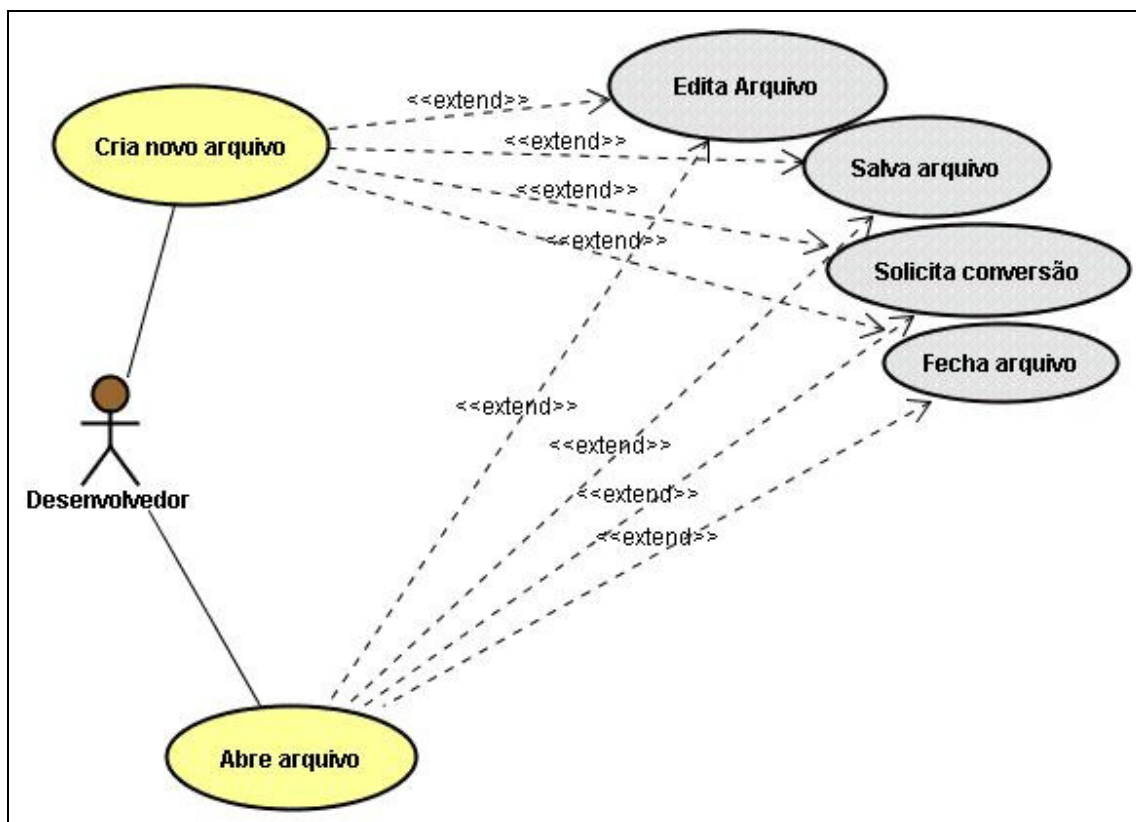 Edita Arquivo
<<extend>>
Cria novo arquivo
<<extend>>
Salva arquivo
<<extend>>
<<extend>>
Solicita conversão
Fecha arquivo
<<extend>>
<<extend>>
Desenvolvedor
<<extend>>
<<extend>>
Abre arquivo